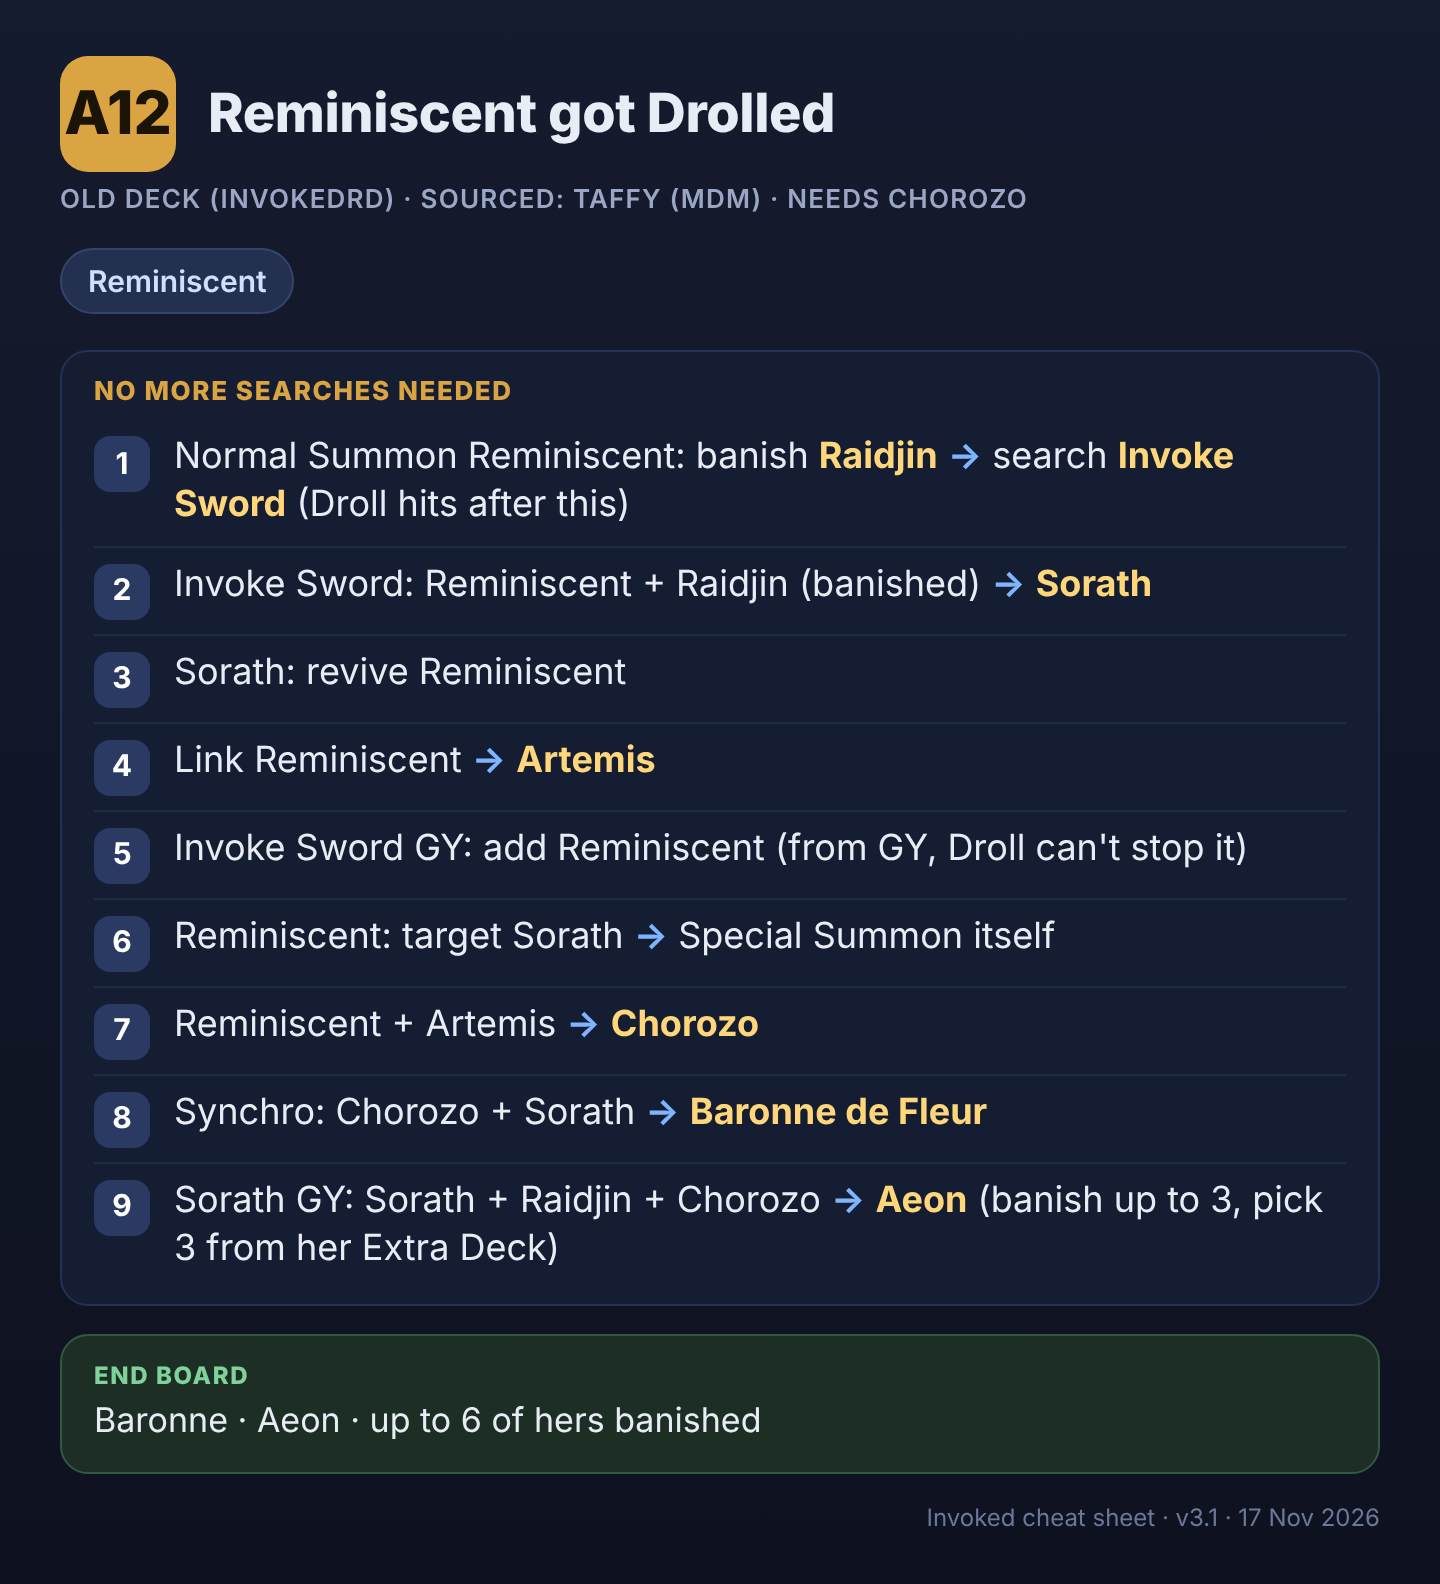 A12
Reminiscent got Drolled
OLD DECK (INVOKEDRD) · SOURCED: TAFFY (MDM) · NEEDS CHOROZO
Reminiscent
NO MORE SEARCHES NEEDED
1 Normal Summon Reminiscent: banish Raidjin → search Invoke
Sword (Droll hits after this)
2 Invoke Sword: Reminiscent + Raidjin (banished) → Sorath
3 Sorath: revive Reminiscent
4 Link Reminiscent → Artemis
5 Invoke Sword GY: add Reminiscent (from GY, Droll can't stop it)
6 Reminiscent: target Sorath → Special Summon itself
7 Reminiscent + Artemis → Chorozo
8 Synchro: Chorozo + Sorath → Baronne de Fleur
9 Sorath GY: Sorath + Raidjin + Chorozo → Aeon (banish up to 3, pick
3 from her Extra Deck)
END BOARD
Baronne · Aeon · up to 6 of hers banished
Invoked cheat sheet · v3.1 · 17 Nov 2026